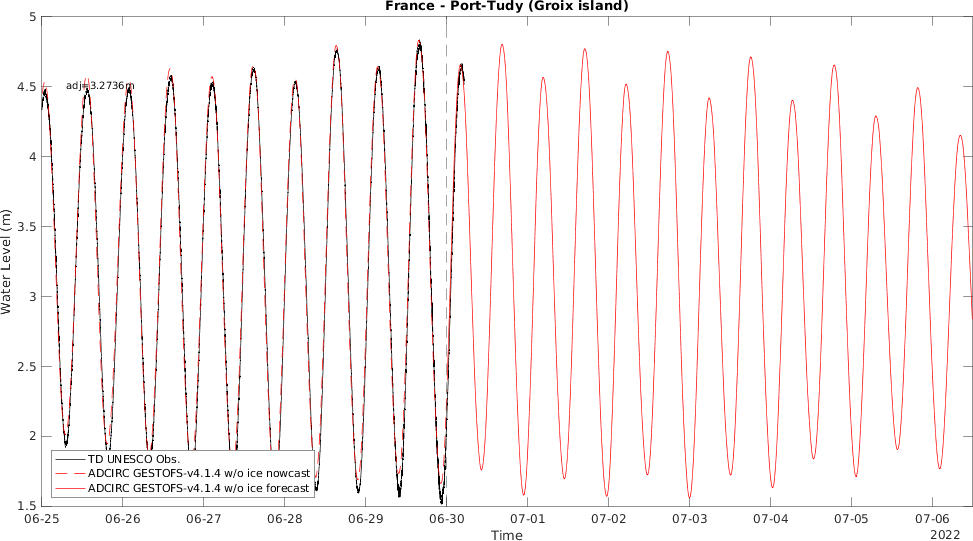 France - Port-Tudy (Groix island)
5
4.5
4
3.5
3
2.5
2
1.5
Water Level (m)
adj=3.2736m
TD UNESCO Obs.
ADCIRC GESTOFS-v4.1.4 w/o ice nowcast
ADCIRC GESTOFS-v4.1.4 w/o ice forecast
06-25 06-26 06-27 06-28 06-29 06-30 07-01 07-02 07-03 07-04 07-05 07-06
Time
2022